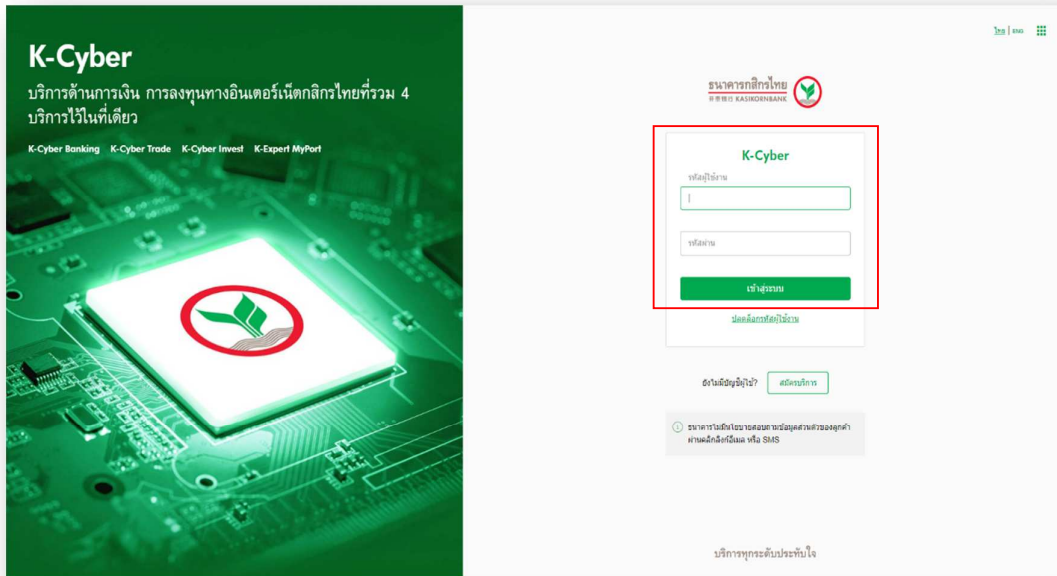 K-Cyber
บริการด้านการเงิน การลงทุนทางอินเตอร์เน็ตกสิกรไทยที่รวม 4
บริการไว้ในที่เดียว
K-Cyber Banking K-Cyber Trade K-Cyber Invest K-Expert MyPort
ไทย | ENG
ธนาคารกสิกรไทย
开泰银行 KASIKORNBANK
K-Cyber
รหัสผู้ใช้งาน
รหัสผ่าน
เข้าสู่ระบบ
ปลดล็อกรหัสผู้ใช้งาน
ยังไม่มีบัญชีผู้ใช้? สมัครบริการ
ธนาคารไม่มีนโยบายสอบถามข้อมูลส่วนตัวของลูกค้า
ผ่านคลิกลิงก์อีเมล หรือ SMS
บริการทุกระดับประทับใจ